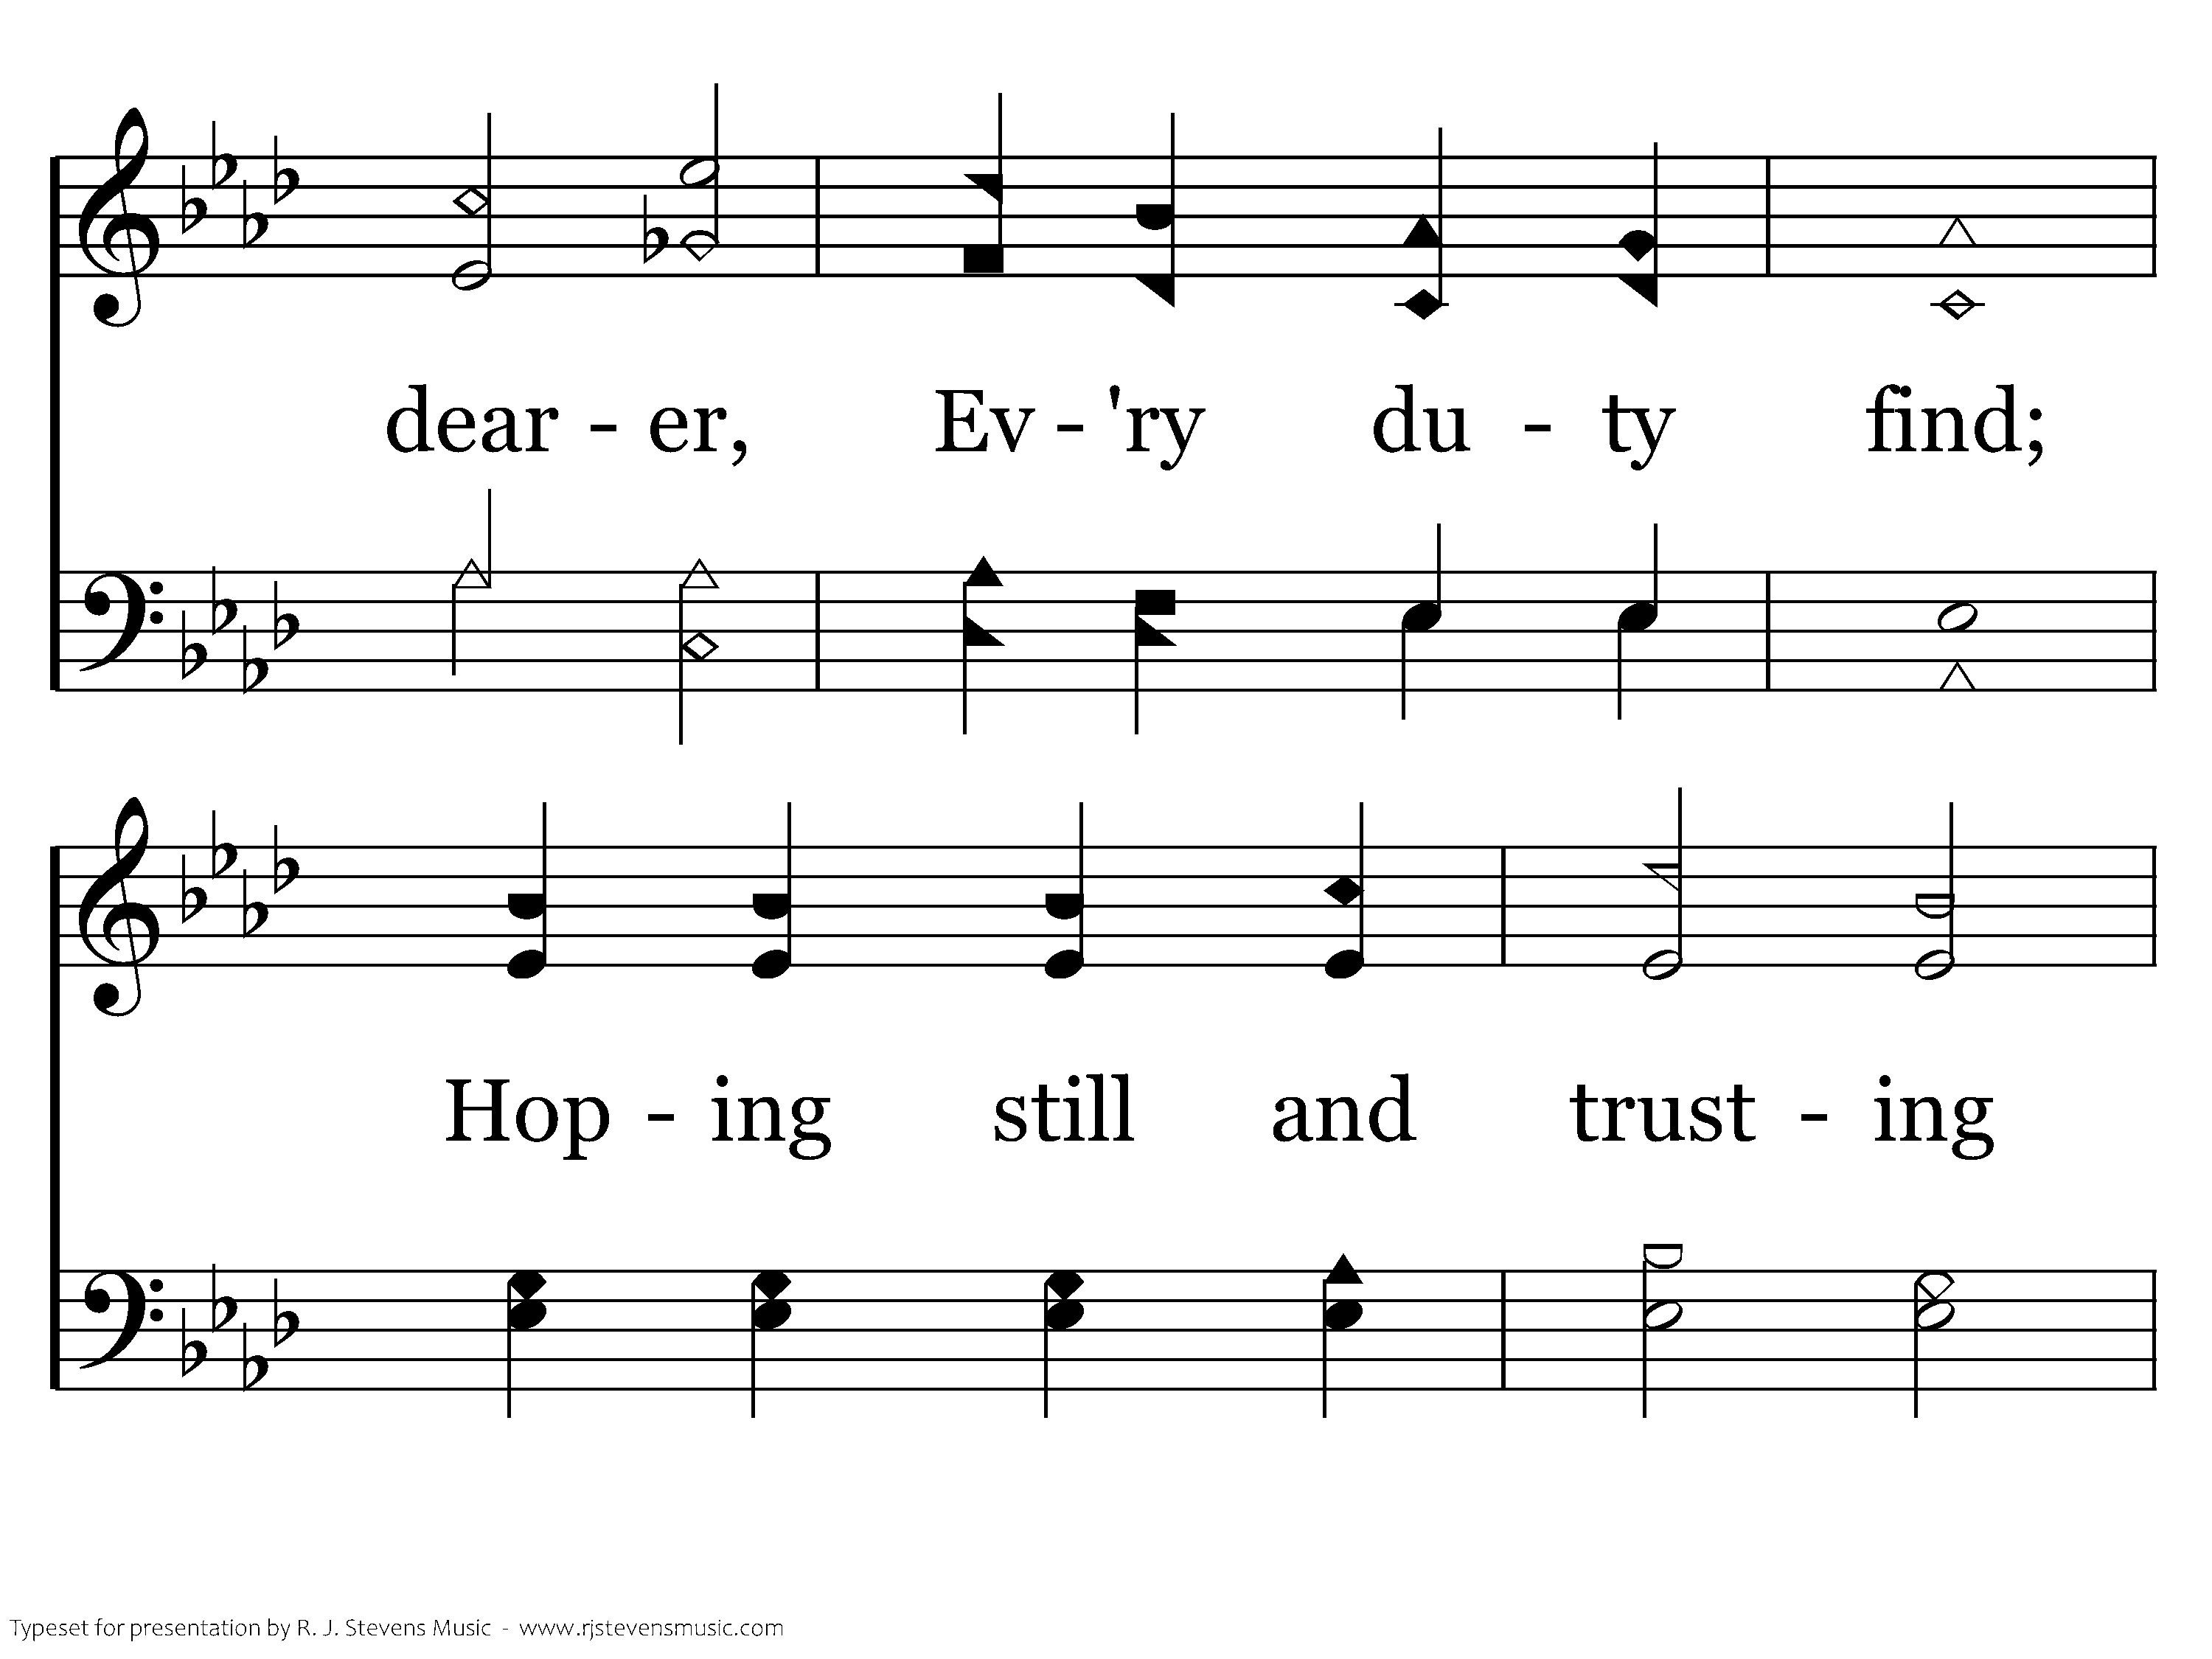 dear - er, Ev - 'ry du - ty find;
Hop - ing still and trust - ing
Typeset for presentation by R. J. Stevens Music - www.rjstevensmusic.com